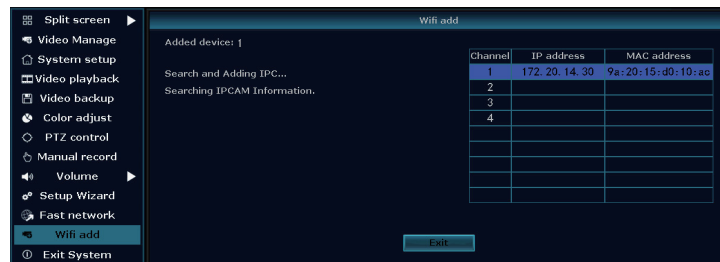 Split screen
Video Manage
System setup
Video playback
Video backup
Color adjust
PTZ control
Manual record
Volume
Setup Wizard
Fast network
Wifi add
Exit System
Wifi add
Added device: 1
Search and Adding IPC...
Searching IPCAM Information.
Channel IP address MAC address
1 172. 20. 14. 30 9a:20:15:d0:10:ac
2
3
4
Exit